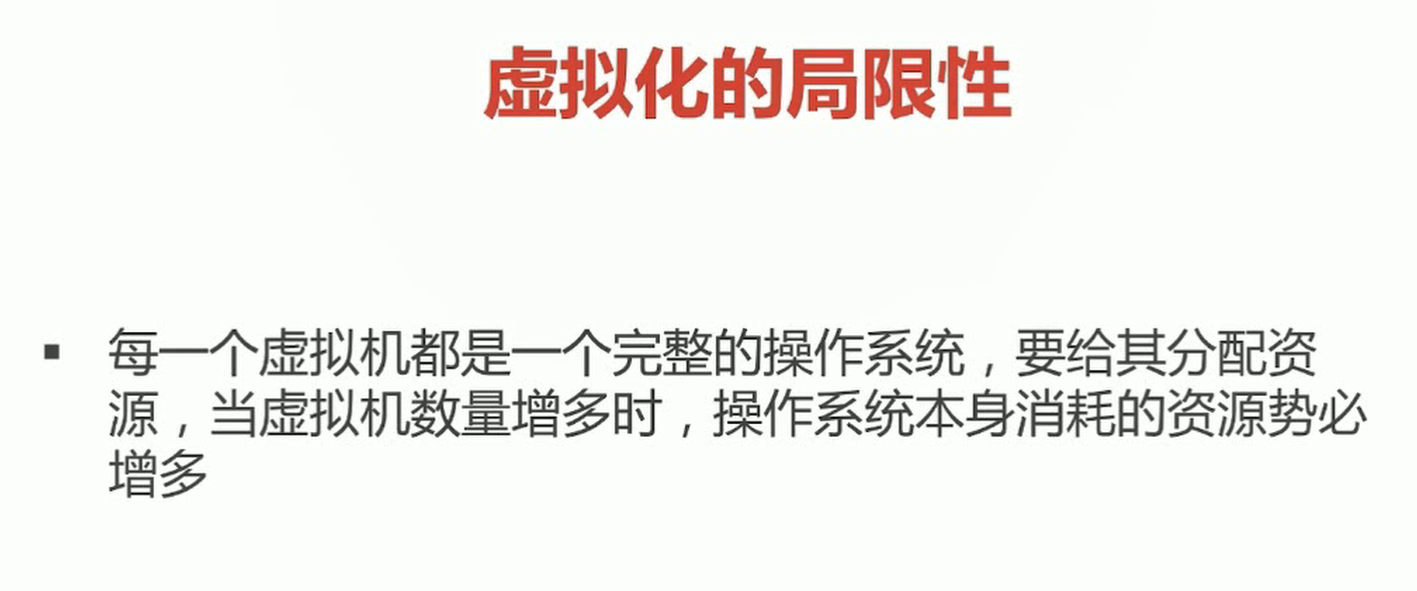 虚拟化的局限性
▪ 每一个虚拟机都是一个完整的操作系统，要给其分配资
源，当虚拟机数量增多时，操作系统本身消耗的资源势必
增多